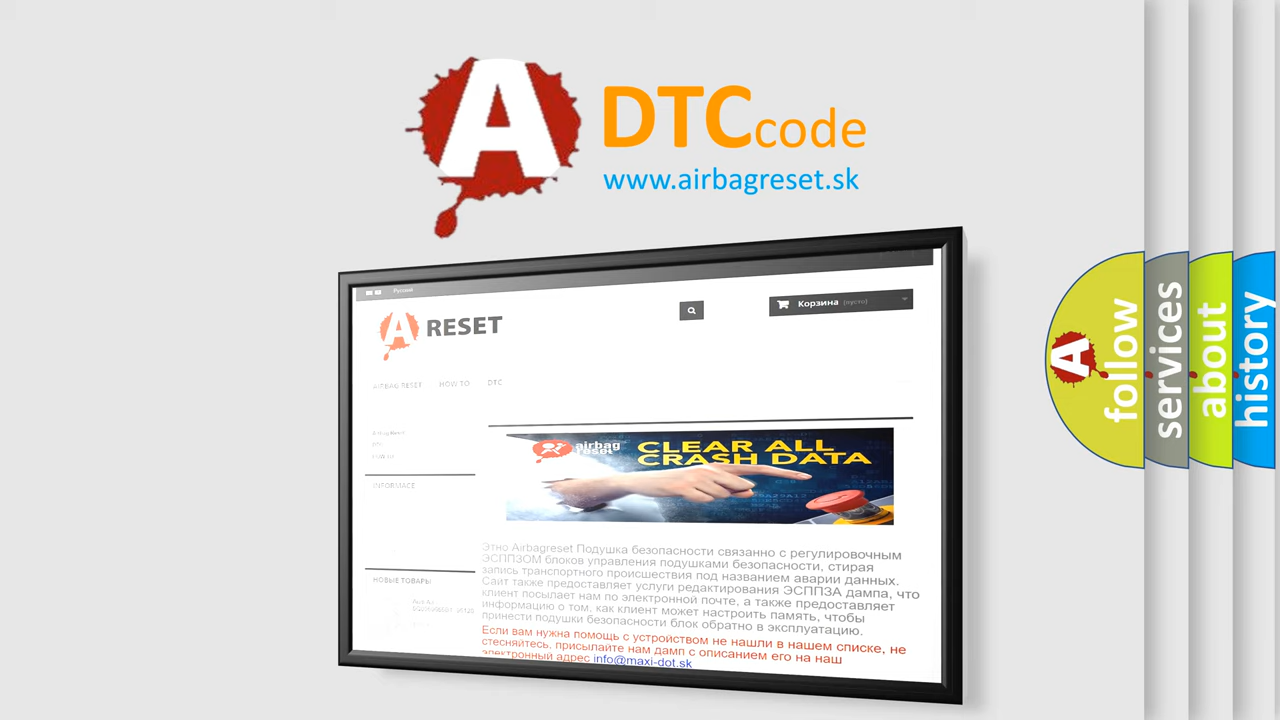 A DTCcode
www.airbagreset.sk
Русский
A RESET
Корзина (пусто)
AIRBAG RESET HOW TO DTC
Airbag Reset
DTC
INFORMACE
airbag
reset
CLEAR ALL
CRASH DATA
НОВЫЕ ТОВАРЫ
Этно Airbagreset Подушка безопасности связанно с регулировочным
ЭСППЗОМ блоков управления подушками безопасности, стирая
запись транспортного происшествия под названием аварии данных.
Сайт также предоставляет услуги редактирования ЭСППЗА дампа, что
клиент посылает нам по электронной почте, а также предоставляет
информацию о том, как клиент может настроить память, чтобы
принести подушки безопасности блок обратно в эксплуатацию.
Если вам нужна помощь с устройством не нашли в нашем списке, не
стесняйтесь, присылайте нам дамп с описанием его на наш
электронный адрес info@maxi-dot.sk
A
follow
services
about
history